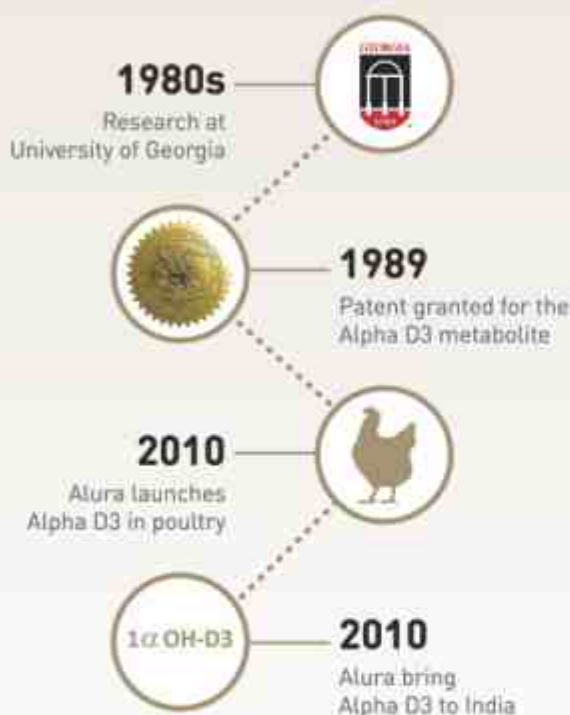 GEORGIA
1980s
Research at
University of Georgia
1989
Patent granted for the
Alpha D3 metabolite
2010
Alura launches
Alpha D3 in poultry
1α OH-D3
2010
Alura bring
Alpha D3 to India